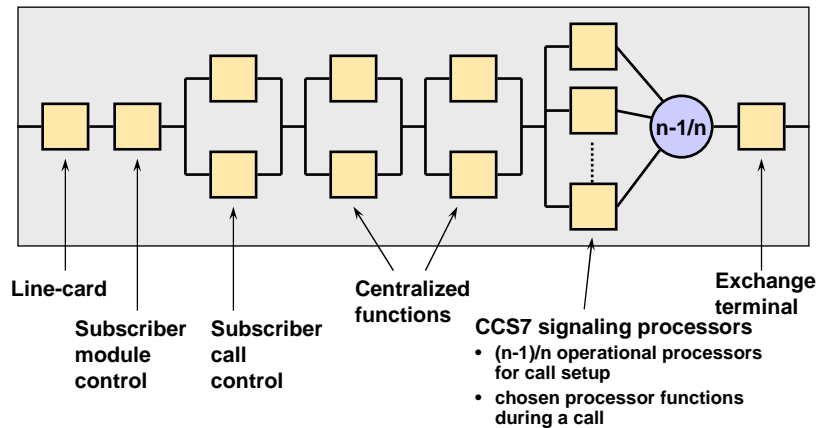 n-1/n
Line-card
Subscriber
module
control
Subscriber
call
control
Centralized
functions
CCS7 signaling processors
• (n-1)/n operational processors
for call setup
• chosen processor functions
during a call
Exchange
terminal